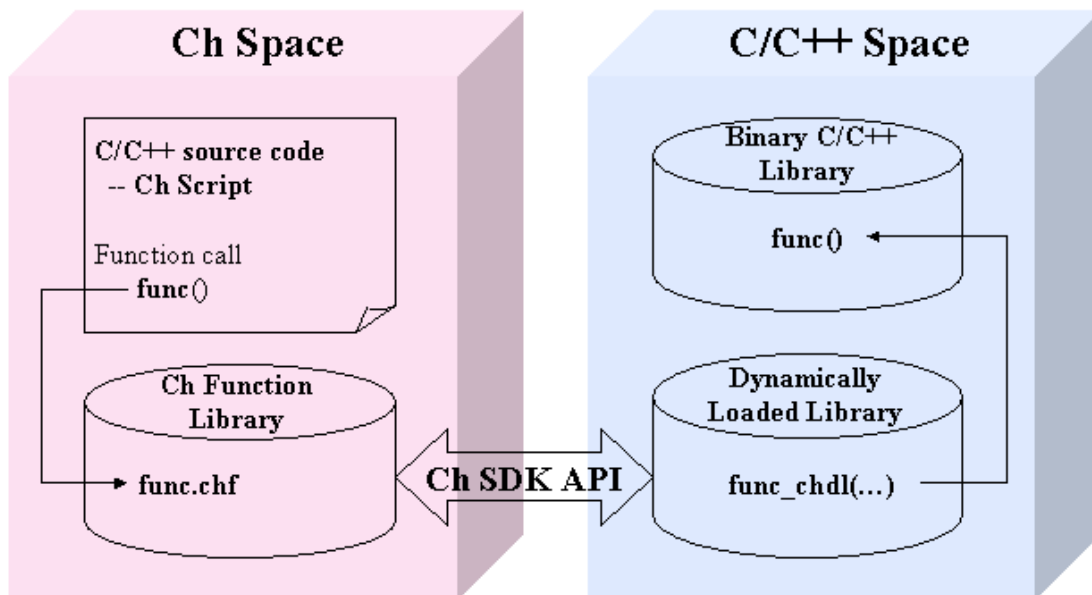 Ch Space
C/C++ source code
-- Ch Script
Function call
func()
Ch Function
Library
func.chf
Ch SDK API
C/C++ Space
Binary C/C++
Library
func()
Dynamically
Loaded Library
func_chdl(...)